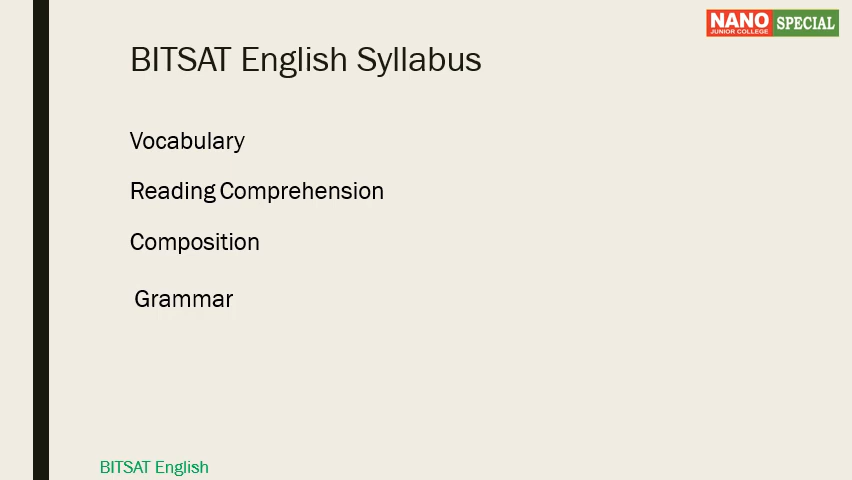 NANO
JUNIOR COLLEGE
SPECIAL
BITSAT English Syllabus
Vocabulary
Reading Comprehension
Composition
Grammar
BITSAT English